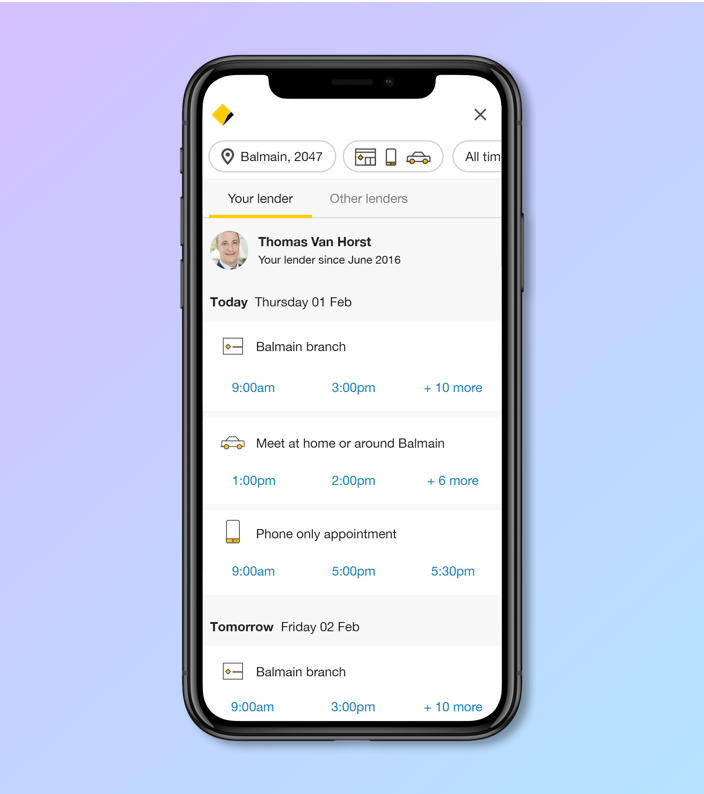 Balmain, 2047
All tim
Your lender Other lenders
Thomas Van Horst
Your lender since June 2016
Today Thursday 01 Feb
Balmain branch
9:00am 3:00pm + 10 more
Meet at home or around Balmain
1:00pm 2:00pm + 6 more
Phone only appointment
9:00am 5:00pm 5:30pm
Tomorrow Friday 02 Feb
Balmain branch
9:00am 3:00pm + 10 more